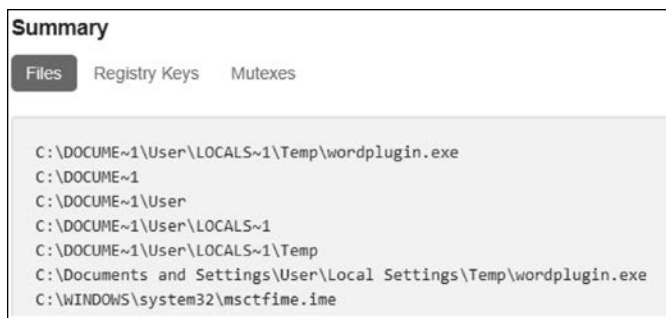 Summary
Files Registry Keys Mutexes
C:\DOCUME~1\User\LOCALS~1\Temp\wordplugin.exe
C:\DOCUME~1
C:\DOCUME~1\User
C:\DOCUME~1\User\LOCALS~1
C:\DOCUME~1\User\LOCALS~1\Temp
C:\Documents and Settings\User\Local Settings\Temp\wordplugin.exe
C:\WINDOWS\system32\msctfime.ime